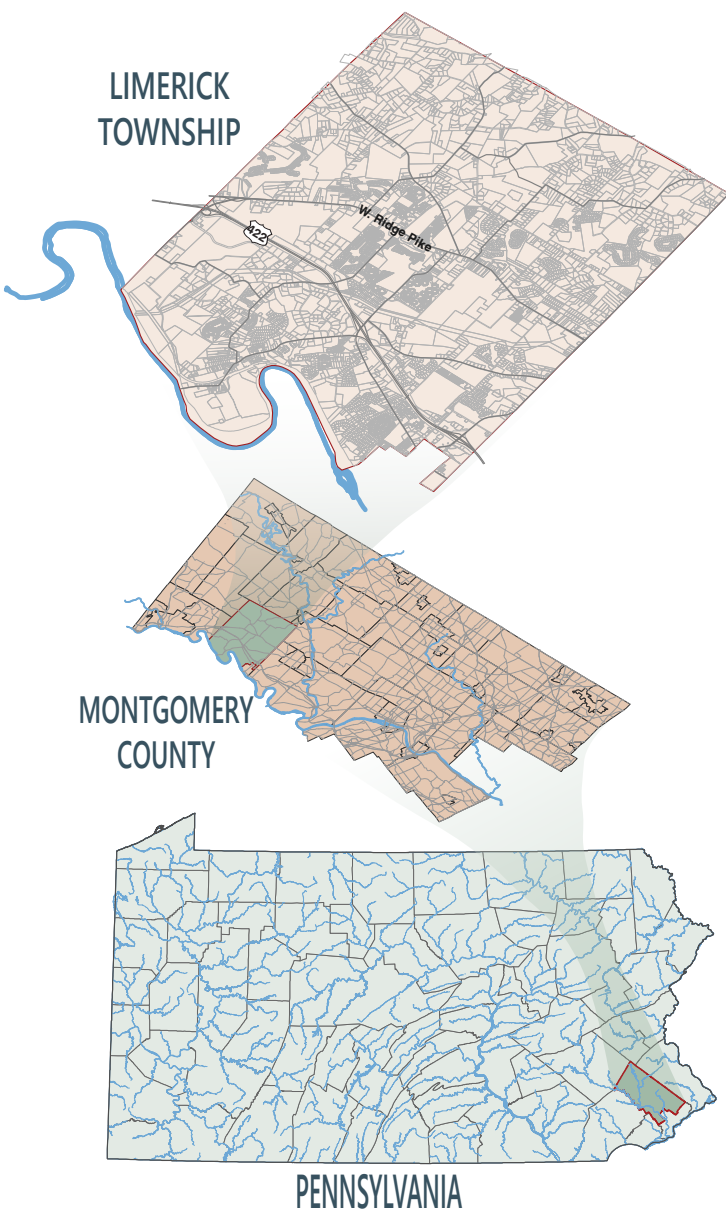 LIMERICK
TOWNSHIP
W. Ridge Pike
422
MONTGOMERY
COUNTY
PENNSYLVANIA